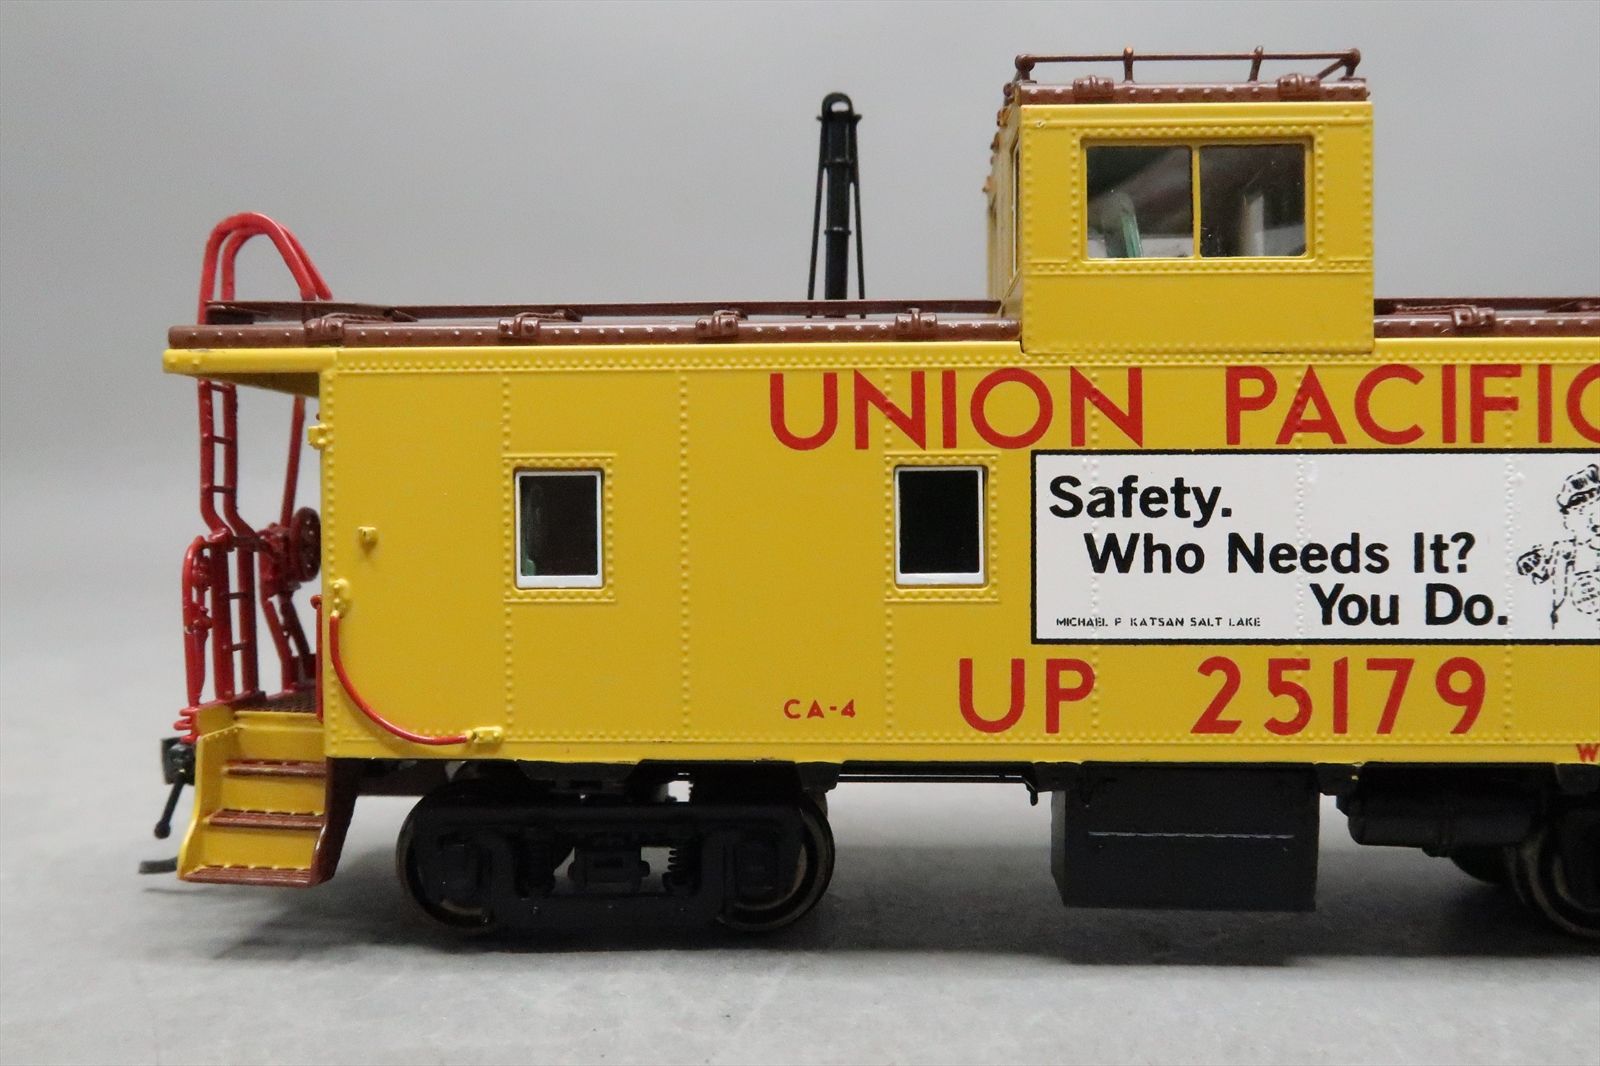 UNION PACIFIC
Safety.
Who Needs It?
You Do.
MICHAEL P KATSAN SALT LAKE
CA-4
UP 25179
W